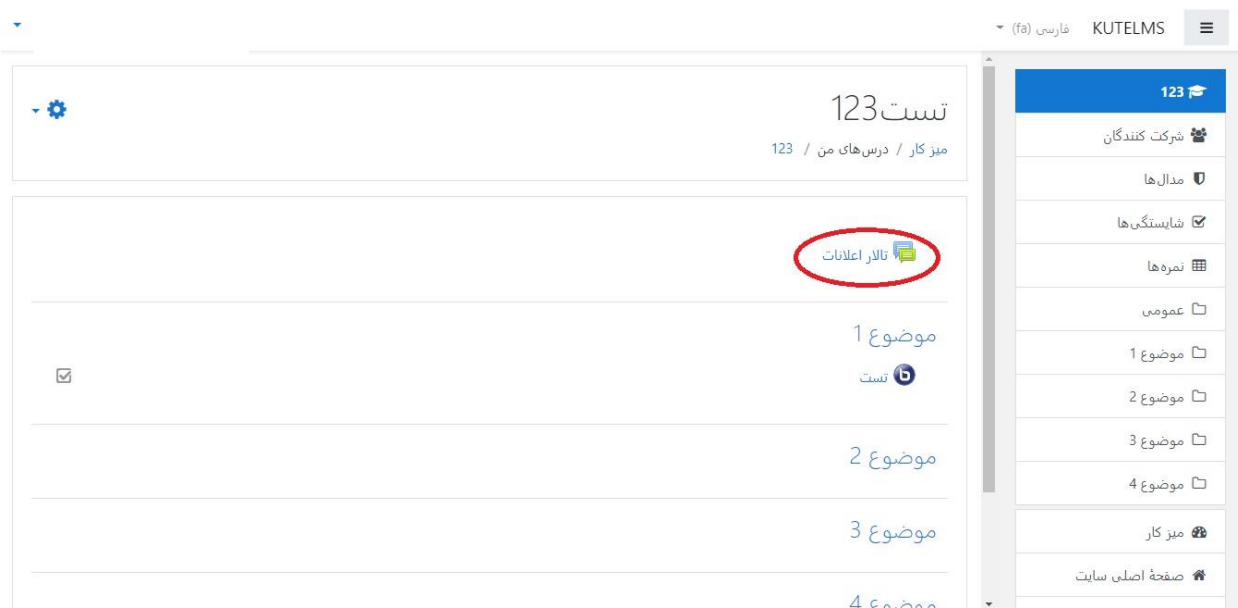 KUTELMS فارسی (fa)
123
شرکت کنندگان
مدال‌ها
شایستگی‌ها
نمره‌ها
عمومی
موضوع 1
موضوع 2
موضوع 3
موضوع 4
میز کار
صفحهٔ اصلی سایت
تست123
میز کار / درس‌های من / 123
تالار اعلانات
موضوع 1
تست
موضوع 2
موضوع 3
موضوع 4